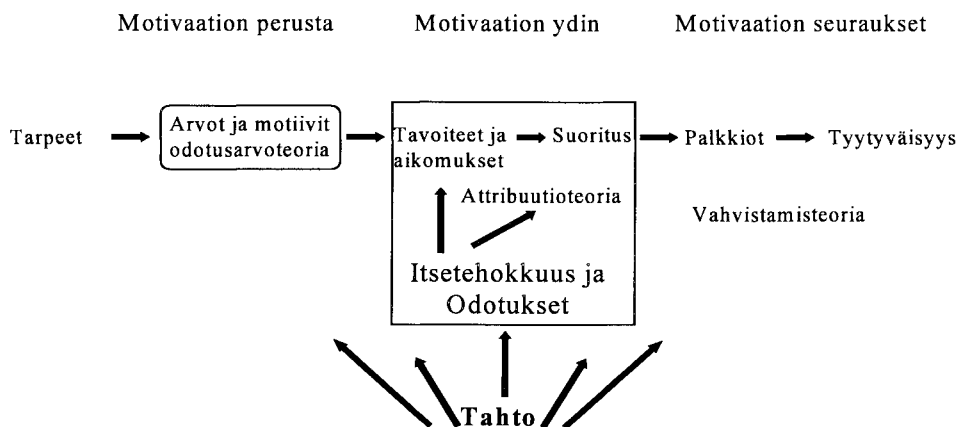 Motivaation perusta
Motivaation ydin
Motivaation seuraukset
Tarpeet
Arvot ja motiivit
odotusarvoteoria
Tavoiteet ja
aikomukset
Suoritus
Palkkiot
Tyytyväisyys
Attribuutioteoria
Vahvistamisteoria
Itsetehokkuus ja
Odotukset
Tahto